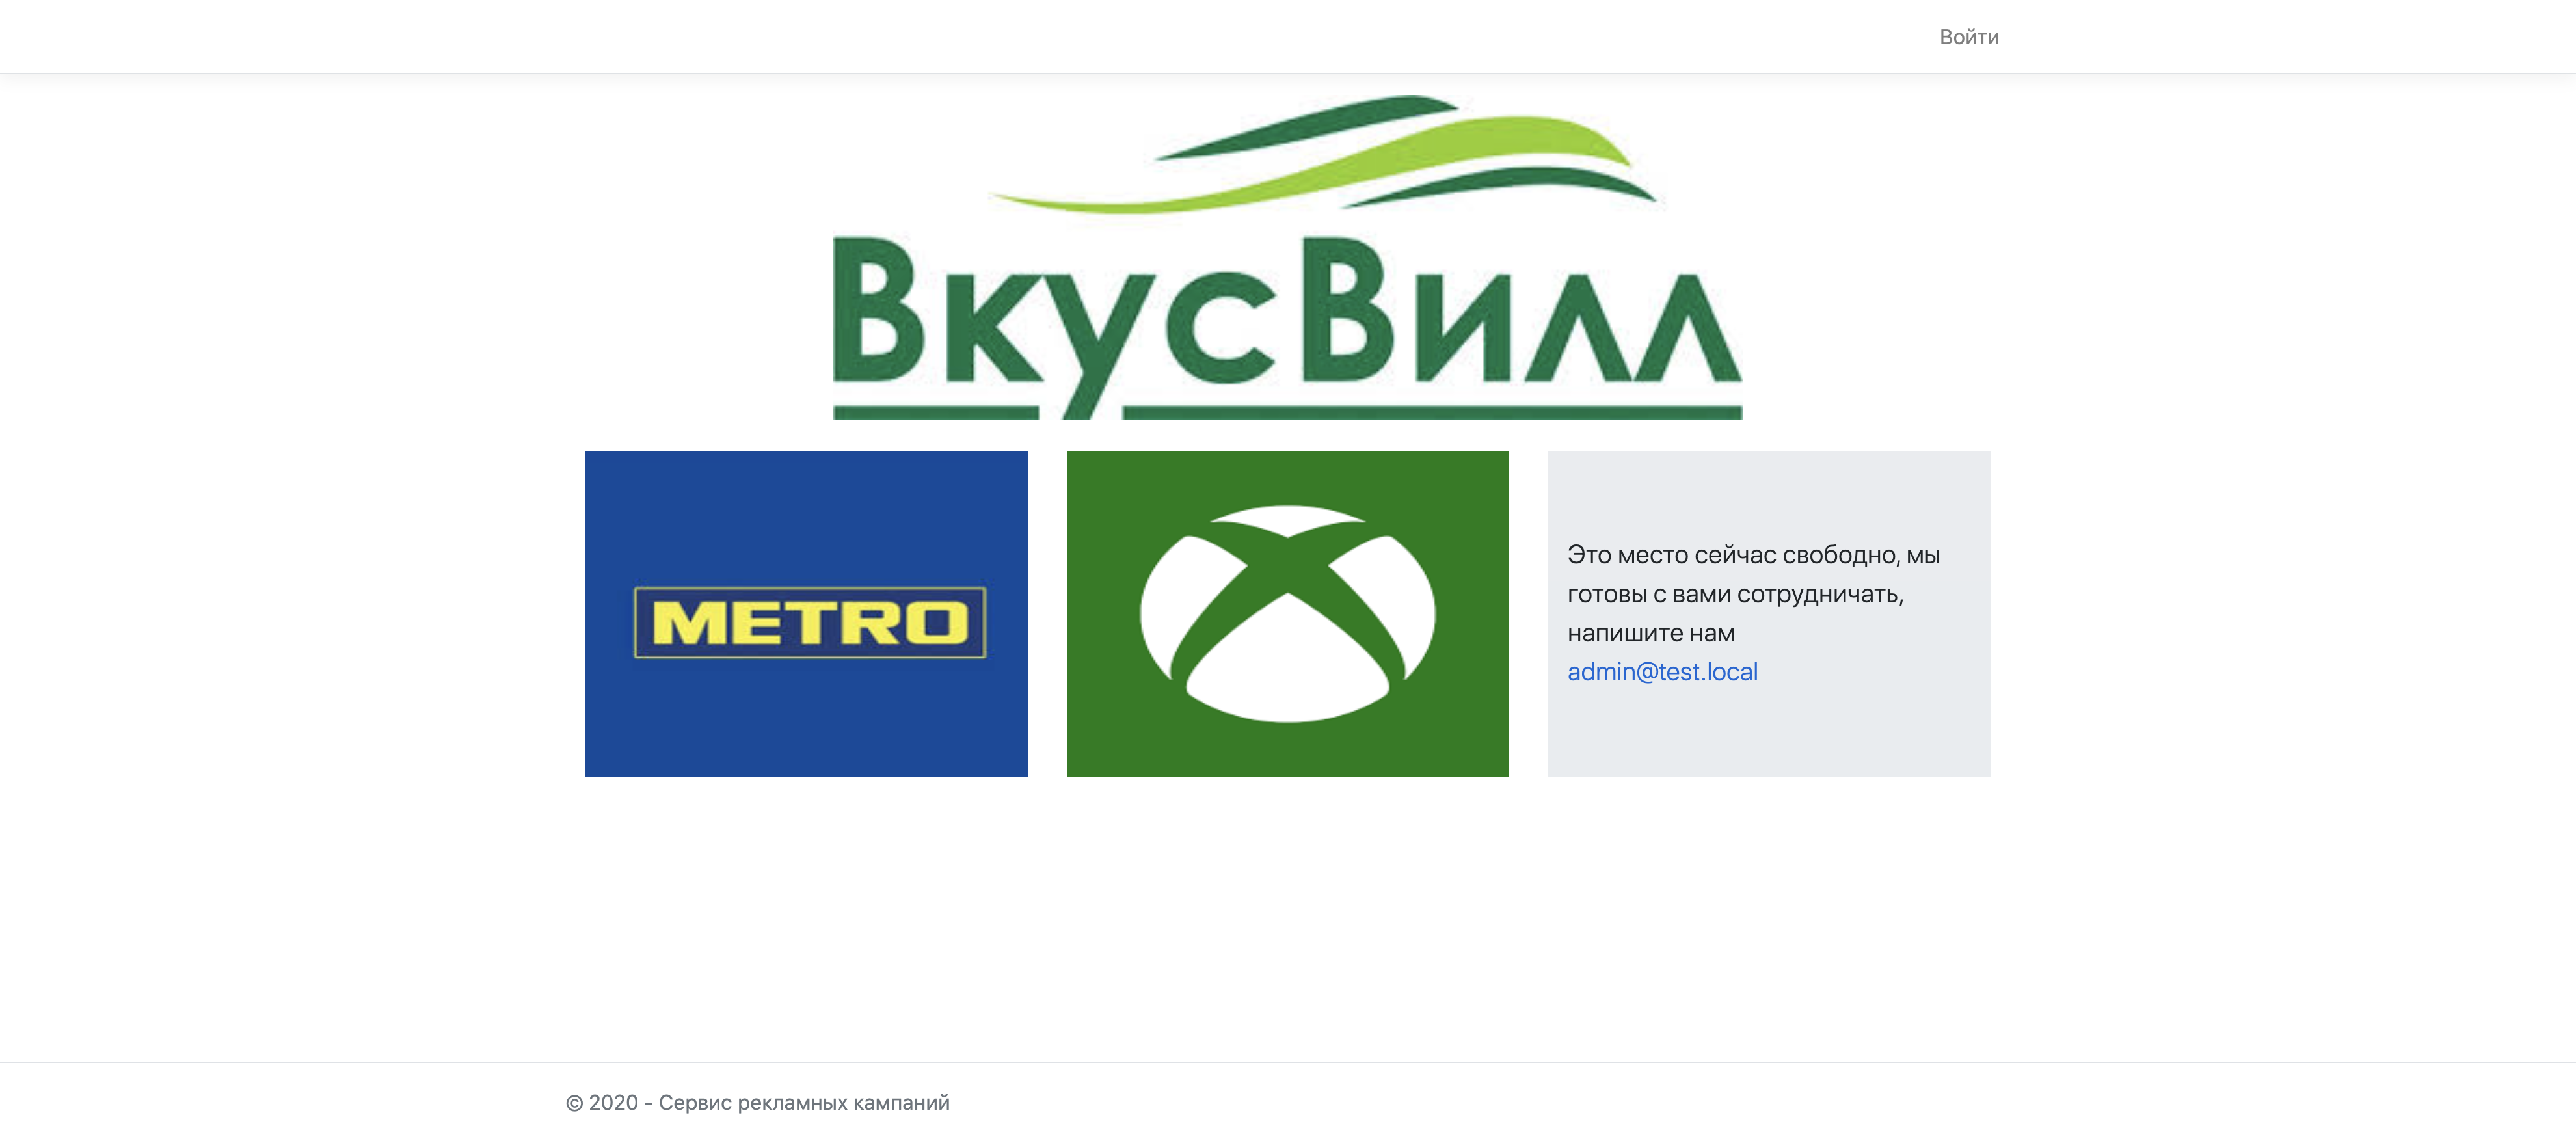 Войти
ВкусВилл
METRO
Это место сейчас свободно, мы
готовы с вами сотрудничать,
напишите нам
admin@test.local
© 2020 - Сервис рекламных кампаний